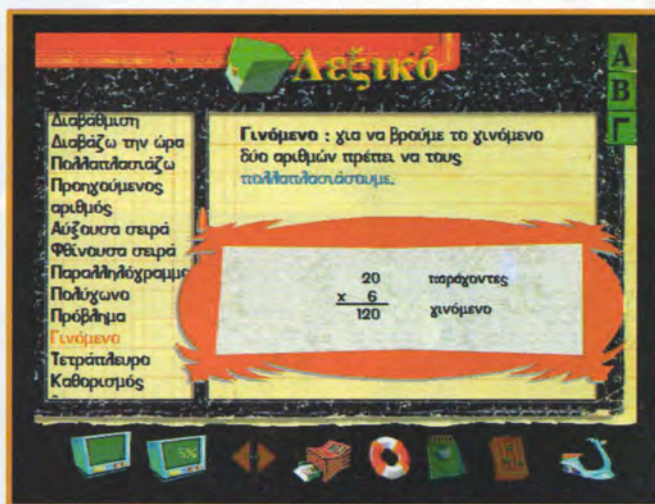 Λεξικό
Α
Β
Γ
Διαβάθμιση
Διαβάζω την ώρα
Πολλαπλασιάζω
Προηγούμενος
αριθμός
Αύξουσα σειρά
Φθίνουσα σειρά
Παραλληλόγραμμο
Πολύγωνο
Πρόβλημα
Γινόμενο
Τετράπλευρο
Καθορισμός
Γινόμενο : για να βρούμε το γινόμενο
δύο αριθμών πρέπει να τους
πολλαπλασιάσουμε.
20 παράγοντες
x 6
120 γινόμενο